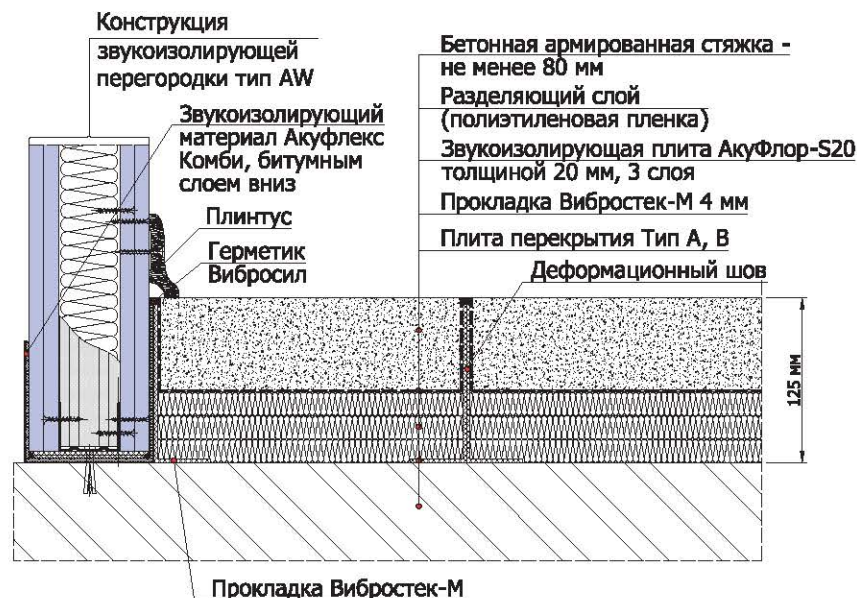 Конструкция
звукоизолирующей
перегородки тип AW
Звукоизолирующий
материал Акуфлекс
Комби, битумным
слоем вниз
Плинтус
Герметик
Вибросил
Бетонная армированная стяжка -
не менее 80 мм
Разделяющий слой
(полиэтиленовая пленка)
Звукоизолирующая плита АкуФлор-S20
толщиной 20 мм, 3 слоя
Прокладка Вибростек-М 4 мм
Плита перекрытия Тип А, В
Деформационный шов
125 мм
Прокладка Вибростек-М